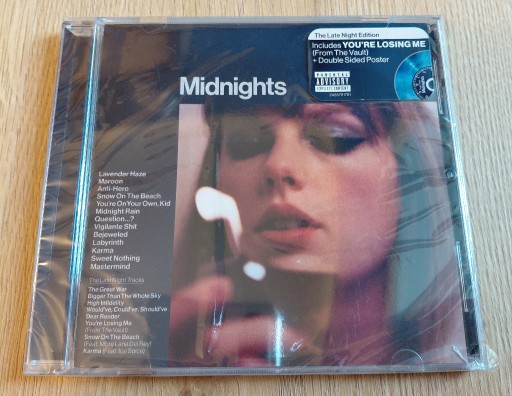 The Late Night Edition
Includes YOU'RE LOSING ME
(From The Vault)
+ Double Sided Poster
PARENTAL
ADVISORY
EXPLICIT CONTENT
Midnights
Lavender Haze
Maroon
Anti-Hero
Snow On The Beach
You're On Your Own, Kid
Midnight Rain
Question...?
Vigilante Shit
Bejeweled
Labyrinth
Karma
Sweet Nothing
Mastermind
The Late Night Tracks
The Great War
Bigger Than The Whole Sky
High Infidelity
Would've, Could've, Should've
Dear Reader
You're Losing Me
(From The Vault)
Snow On The Beach
(Feat. More Lana Del Rey)
Karma (Feat. Ice Spice)